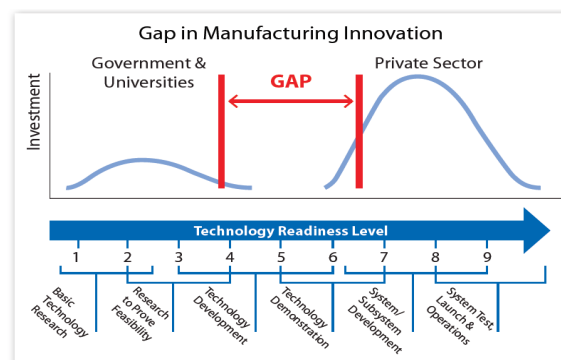 Gap in Manufacturing Innovation
Government &
Universities
GAP
Private Sector
Investment
Technology Readiness Level
1 2 3 4 5 6 7 8 9
Basic
Technology
Research
Research
to Prove
Feasibility
Technology
Development
Technology
Demonstration
System/
Subsystem
Development
System Test,
Launch &
Operations